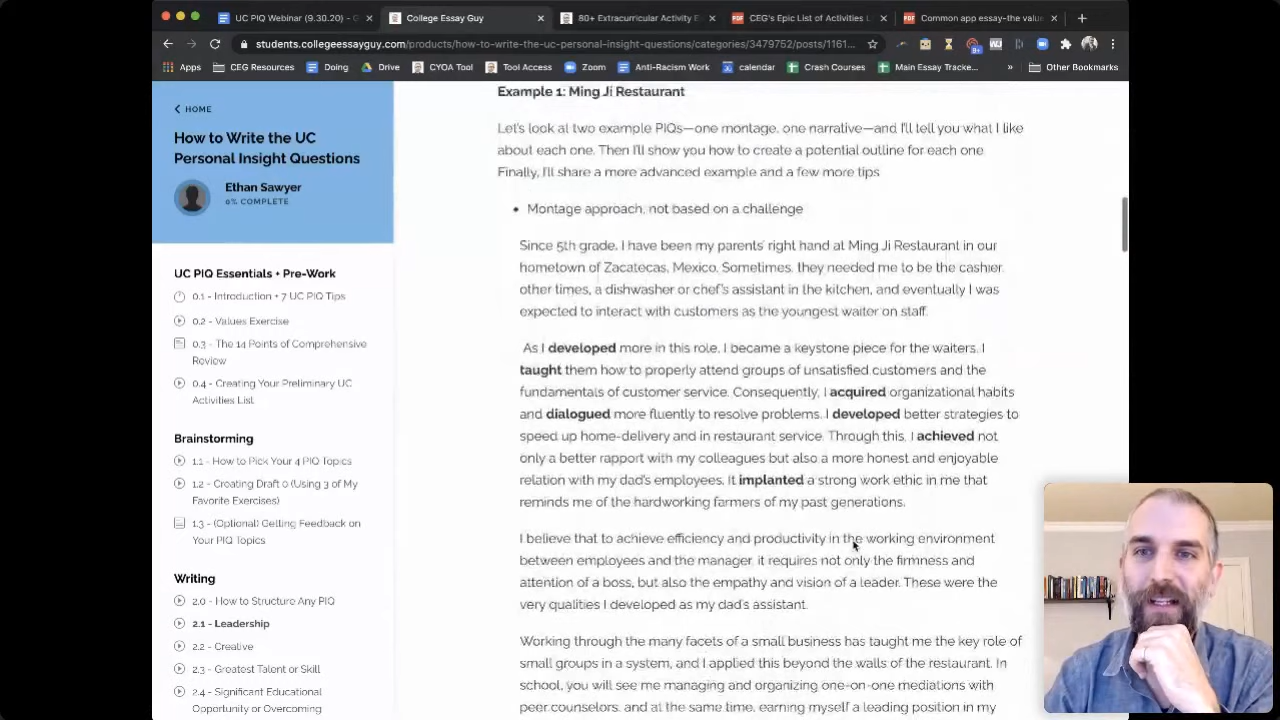 UC PIQ Webinar (9.30.20) - G
College Essay Guy
80+ Extracurricular Activity E
CEG's Epic List of Activities L
Common app essay-the value
students.collegeessayguy.com/products/how-to-write-the-uc-personal-insight-questions/categories/3479752/posts/1161...
Apps
CEG Resources
Doing
Drive
CYOA Tool
Tool Access
Zoom
Anti-Racism Work
calendar
Crash Courses
Main Essay Tracke...
»
Other Bookmarks
HOME
How to Write the UC
Personal Insight Questions
Ethan Sawyer
0% COMPLETE
UC PIQ Essentials + Pre-Work
0.1 - Introduction + 7 UC PIQ Tips
0.2 - Values Exercise
0.3 - The 14 Points of Comprehensive
Review
0.4 - Creating Your Preliminary UC
Activities List
Brainstorming
1.1 - How to Pick Your 4 PIQ Topics
1.2 - Creating Draft 0 (Using 3 of My
Favorite Exercises)
1.3 - (Optional) Getting Feedback on
Your PIQ Topics
Writing
2.0 - How to Structure Any PIQ
2.1 - Leadership
2.2 - Creative
2.3 - Greatest Talent or Skill
2.4 - Significant Educational
Opportunity or Overcoming
Example 1: Ming Ji Restaurant
Let's look at two example PIQs—one montage, one narrative—and I'll tell you what I like
about each one. Then I'll show you how to create a potential outline for each one
Finally, I'll share a more advanced example and a few more tips
• Montage approach, not based on a challenge
Since 5th grade, I have been my parents' right hand at Ming Ji Restaurant in our
hometown of Zacatecas, Mexico. Sometimes, they needed me to be the cashier,
other times, a dishwasher or chef's assistant in the kitchen, and eventually I was
expected to interact with customers as the youngest waiter on staff.
As I developed more in this role, I became a keystone piece for the waiters. I
taught them how to properly attend groups of unsatisfied customers and the
fundamentals of customer service. Consequently, I acquired organizational habits
and dialogued more fluently to resolve problems. I developed better strategies to
speed up home-delivery and in restaurant service. Through this, I achieved not
only a better rapport with my colleagues but also a more honest and enjoyable
relation with my dad's employees. It implanted a strong work ethic in me that
reminds me of the hardworking farmers of my past generations.
I believe that to achieve efficiency and productivity in the working environment
between employees and the manager, it requires not only the firmness and
attention of a boss, but also the empathy and vision of a leader. These were the
very qualities I developed as my dad's assistant.
Working through the many facets of a small business has taught me the key role of
small groups in a system, and I applied this beyond the walls of the restaurant. In
school, you will see me managing and organizing one-on-one mediations with
peer counselors, and at the same time, earning myself a leading position in my